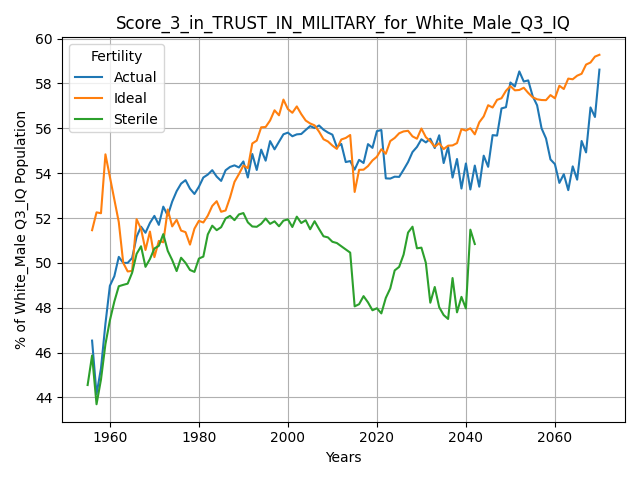 Score_3_in_TRUST_IN_MILITARY_for_White_Male_Q3_IQ
Fertility
Actual
Ideal
Sterile
% of White_Male Q3_IQ Population
60
58
56
54
52
50
48
46
44
1960
1980
2000
2020
2040
2060
Years